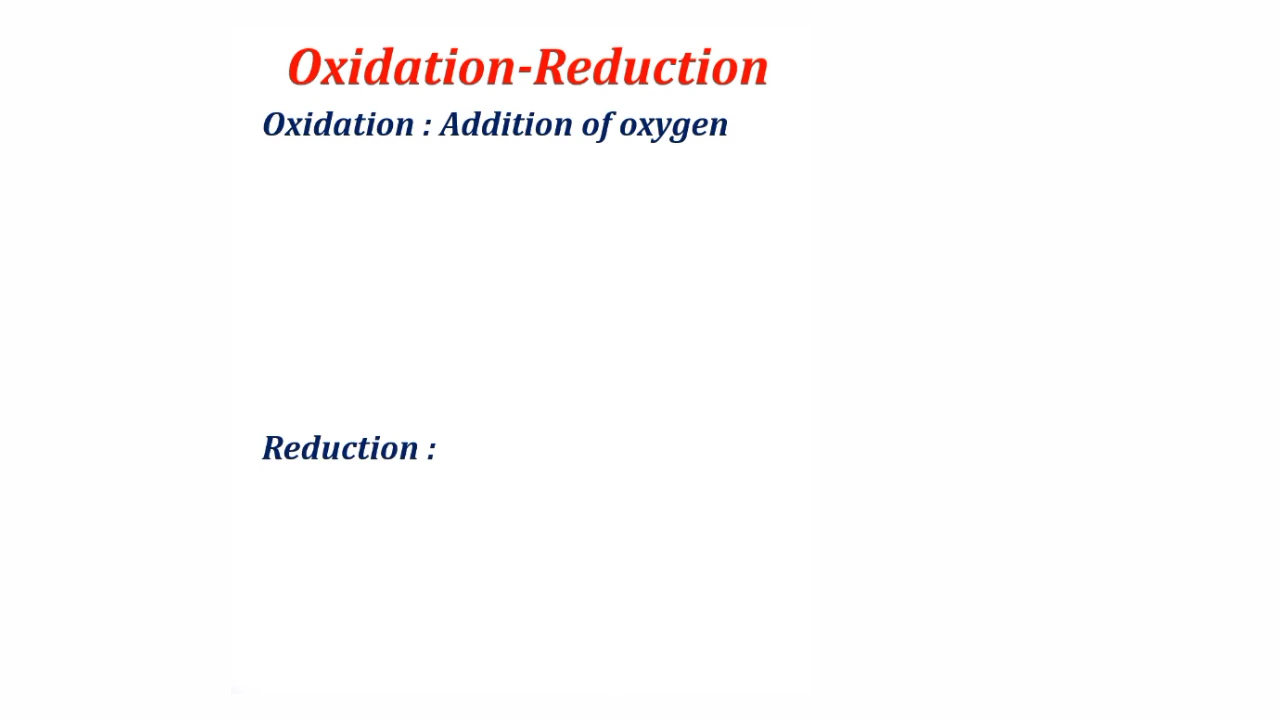 Oxidation-Reduction
Oxidation : Addition of oxygen
Reduction :